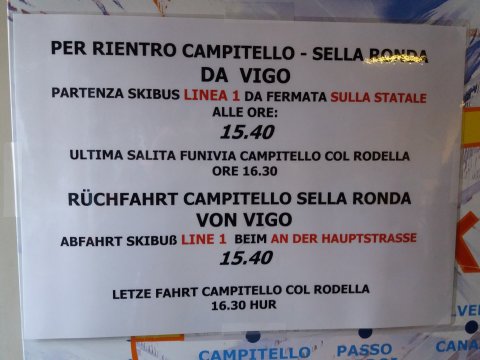 PER RIENTRO CAMPITELLO - SELLA RONDA
DA VIGO
PARTENZA SKIBUS LINEA 1 DA FERMATA SULLA STATALE
ALLE ORE:
15.40
ULTIMA SALITA FUNIVIA CAMPITELLO COL RODELLA
ORE 16.30
RÜCHFAHRT CAMPITELLO SELLA RONDA
VON VIGO
ABFAHRT SKIBUß LINE 1 BEIM AN DER HAUPTSTRASSE
15.40
LETZE FAHRT CAMPITELLO COL RODELLA
16.30 HUR
CAMPITELLO PASSO